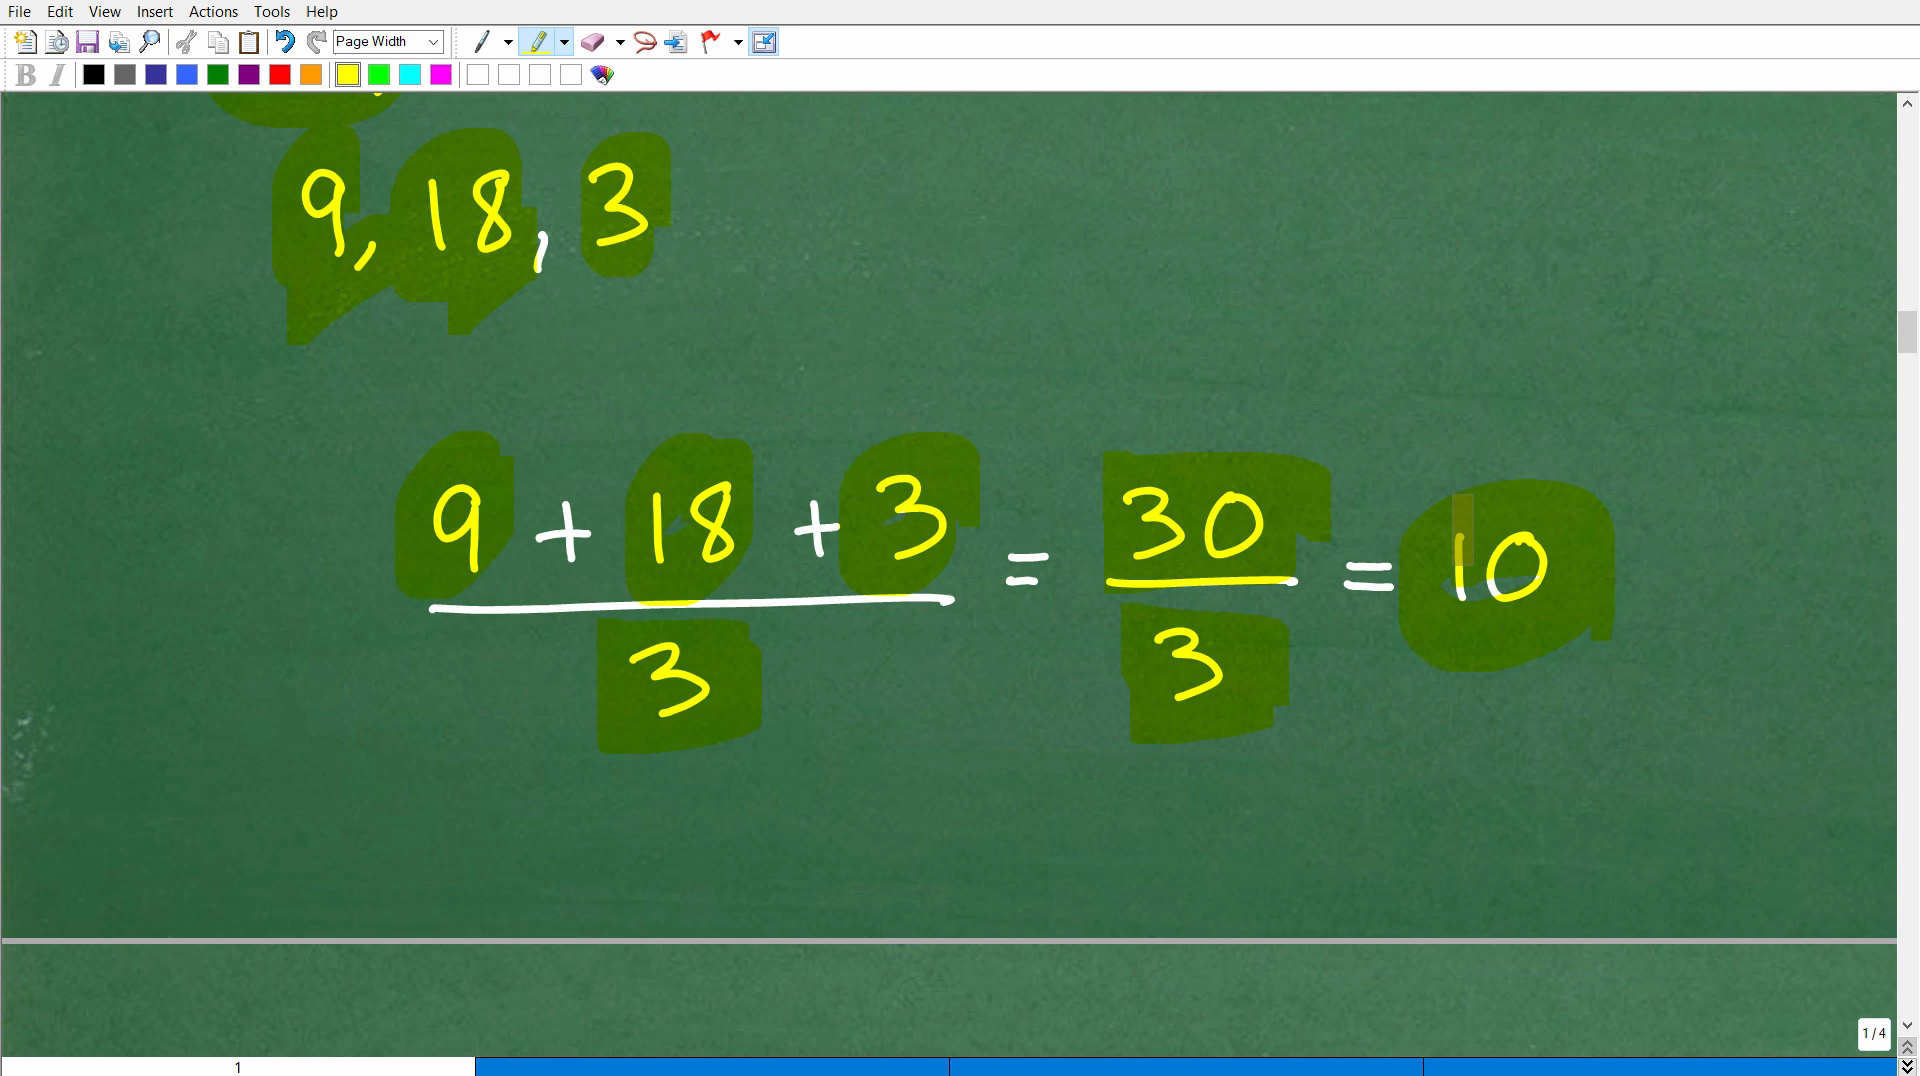 File Edit View Insert Actions Tools Help
Page Width
B I
9, 18, 3
9 + 18 + 3 = 30 = 10
3 3
1 / 4
1